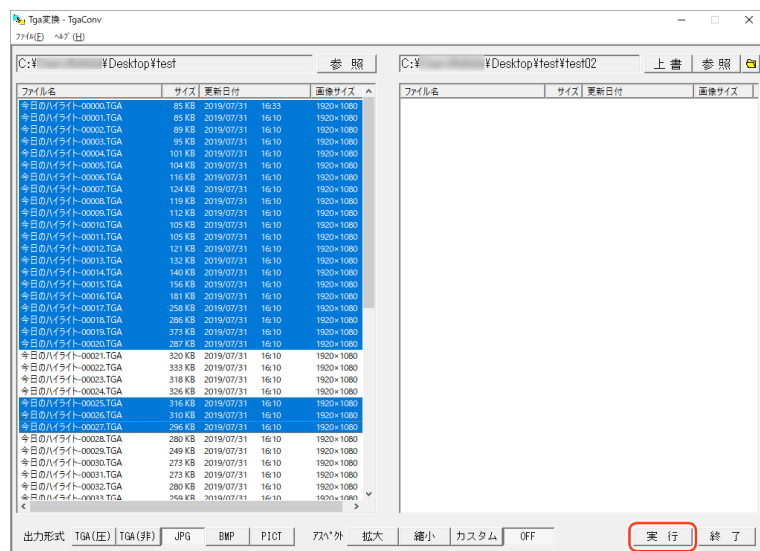 Tga変換 - TgaConv
ファイル(F) ヘルプ(H)
C:¥ ¥Desktop¥test 参 照 C:¥ ¥Desktop¥test¥test02 上 書 参 照
ファイル名 サイズ 更新日付 画像サイズ ファイル名 サイズ 更新日付 画像サイズ
今日のハイライト-00000.TGA 85 KB 2019/07/31 16:33 1920×1080
今日のハイライト-00001.TGA 85 KB 2019/07/31 16:10 1920×1080
今日のハイライト-00002.TGA 89 KB 2019/07/31 16:10 1920×1080
今日のハイライト-00003.TGA 95 KB 2019/07/31 16:10 1920×1080
今日のハイライト-00004.TGA 101 KB 2019/07/31 16:10 1920×1080
今日のハイライト-00005.TGA 104 KB 2019/07/31 16:10 1920×1080
今日のハイライト-00006.TGA 116 KB 2019/07/31 16:10 1920×1080
今日のハイライト-00007.TGA 124 KB 2019/07/31 16:10 1920×1080
今日のハイライト-00008.TGA 119 KB 2019/07/31 16:10 1920×1080
今日のハイライト-00009.TGA 112 KB 2019/07/31 16:10 1920×1080
今日のハイライト-00010.TGA 105 KB 2019/07/31 16:10 1920×1080
今日のハイライト-00011.TGA 105 KB 2019/07/31 16:10 1920×1080
今日のハイライト-00012.TGA 121 KB 2019/07/31 16:10 1920×1080
今日のハイライト-00013.TGA 132 KB 2019/07/31 16:10 1920×1080
今日のハイライト-00014.TGA 140 KB 2019/07/31 16:10 1920×1080
今日のハイライト-00015.TGA 156 KB 2019/07/31 16:10 1920×1080
今日のハイライト-00016.TGA 181 KB 2019/07/31 16:10 1920×1080
今日のハイライト-00017.TGA 258 KB 2019/07/31 16:10 1920×1080
今日のハイライト-00018.TGA 286 KB 2019/07/31 16:10 1920×1080
今日のハイライト-00019.TGA 373 KB 2019/07/31 16:10 1920×1080
今日のハイライト-00020.TGA 287 KB 2019/07/31 16:10 1920×1080
今日のハイライト-00021.TGA 320 KB 2019/07/31 16:10 1920×1080
今日のハイライト-00022.TGA 333 KB 2019/07/31 16:10 1920×1080
今日のハイライト-00023.TGA 318 KB 2019/07/31 16:10 1920×1080
今日のハイライト-00024.TGA 326 KB 2019/07/31 16:10 1920×1080
今日のハイライト-00025.TGA 316 KB 2019/07/31 16:10 1920×1080
今日のハイライト-00026.TGA 310 KB 2019/07/31 16:10 1920×1080
今日のハイライト-00027.TGA 296 KB 2019/07/31 16:10 1920×1080
今日のハイライト-00028.TGA 280 KB 2019/07/31 16:10 1920×1080
今日のハイライト-00029.TGA 249 KB 2019/07/31 16:10 1920×1080
今日のハイライト-00030.TGA 273 KB 2019/07/31 16:10 1920×1080
今日のハイライト-00031.TGA 273 KB 2019/07/31 16:10 1920×1080
今日のハイライト-00032.TGA 280 KB 2019/07/31 16:10 1920×1080
今日のハイライト-00033.TGA 259 KB 2019/07/31 16:10 1920×1080
出力形式 TGA(圧) TGA(非) JPG BMP PICT アスペクト 拡大 縮小 カスタム OFF 実 行 終 了